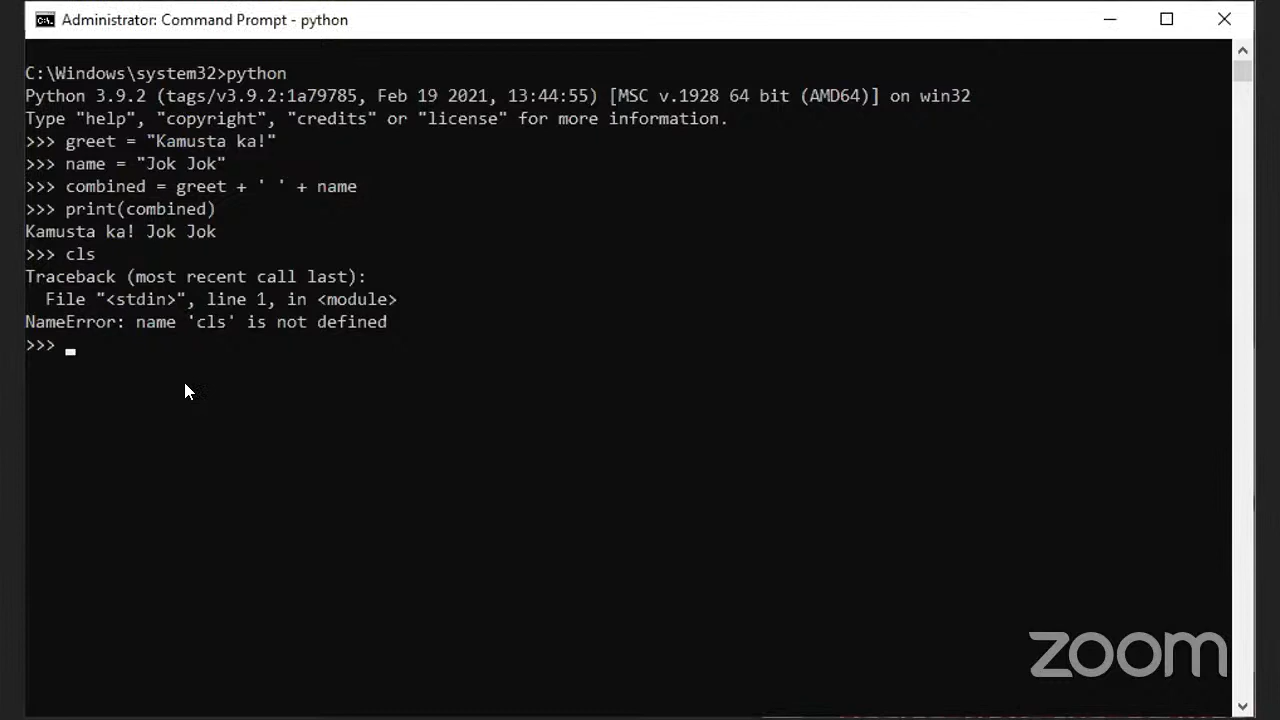 Administrator: Command Prompt - python
C:\Windows\system32>python
Python 3.9.2 (tags/v3.9.2:1a79785, Feb 19 2021, 13:44:55) [MSC v.1928 64 bit (AMD64)] on win32
Type "help", "copyright", "credits" or "license" for more information.
>>> greet = "Kamusta ka!"
>>> name = "Jok Jok"
>>> combined = greet + ' ' + name
>>> print(combined)
Kamusta ka! Jok Jok
>>> cls
Traceback (most recent call last):
  File "<stdin>", line 1, in <module>
NameError: name 'cls' is not defined
>>>
zoom